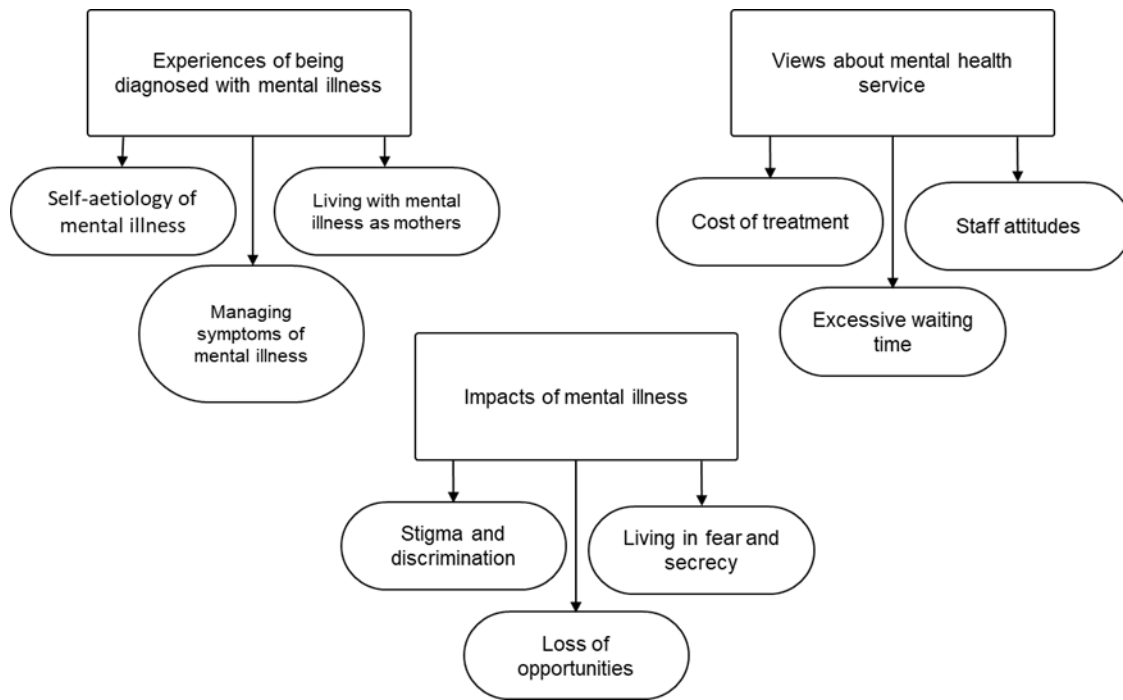 Experiences of being
diagnosed with mental illness
Views about mental health
service
Self-aetiology of
mental illness
Living with mental
illness as mothers
Cost of treatment
Staff attitudes
Managing
symptoms of
mental illness
Excessive waiting
time
Impacts of mental illness
Stigma and
discrimination
Living in fear and
secrecy
Loss of
opportunities